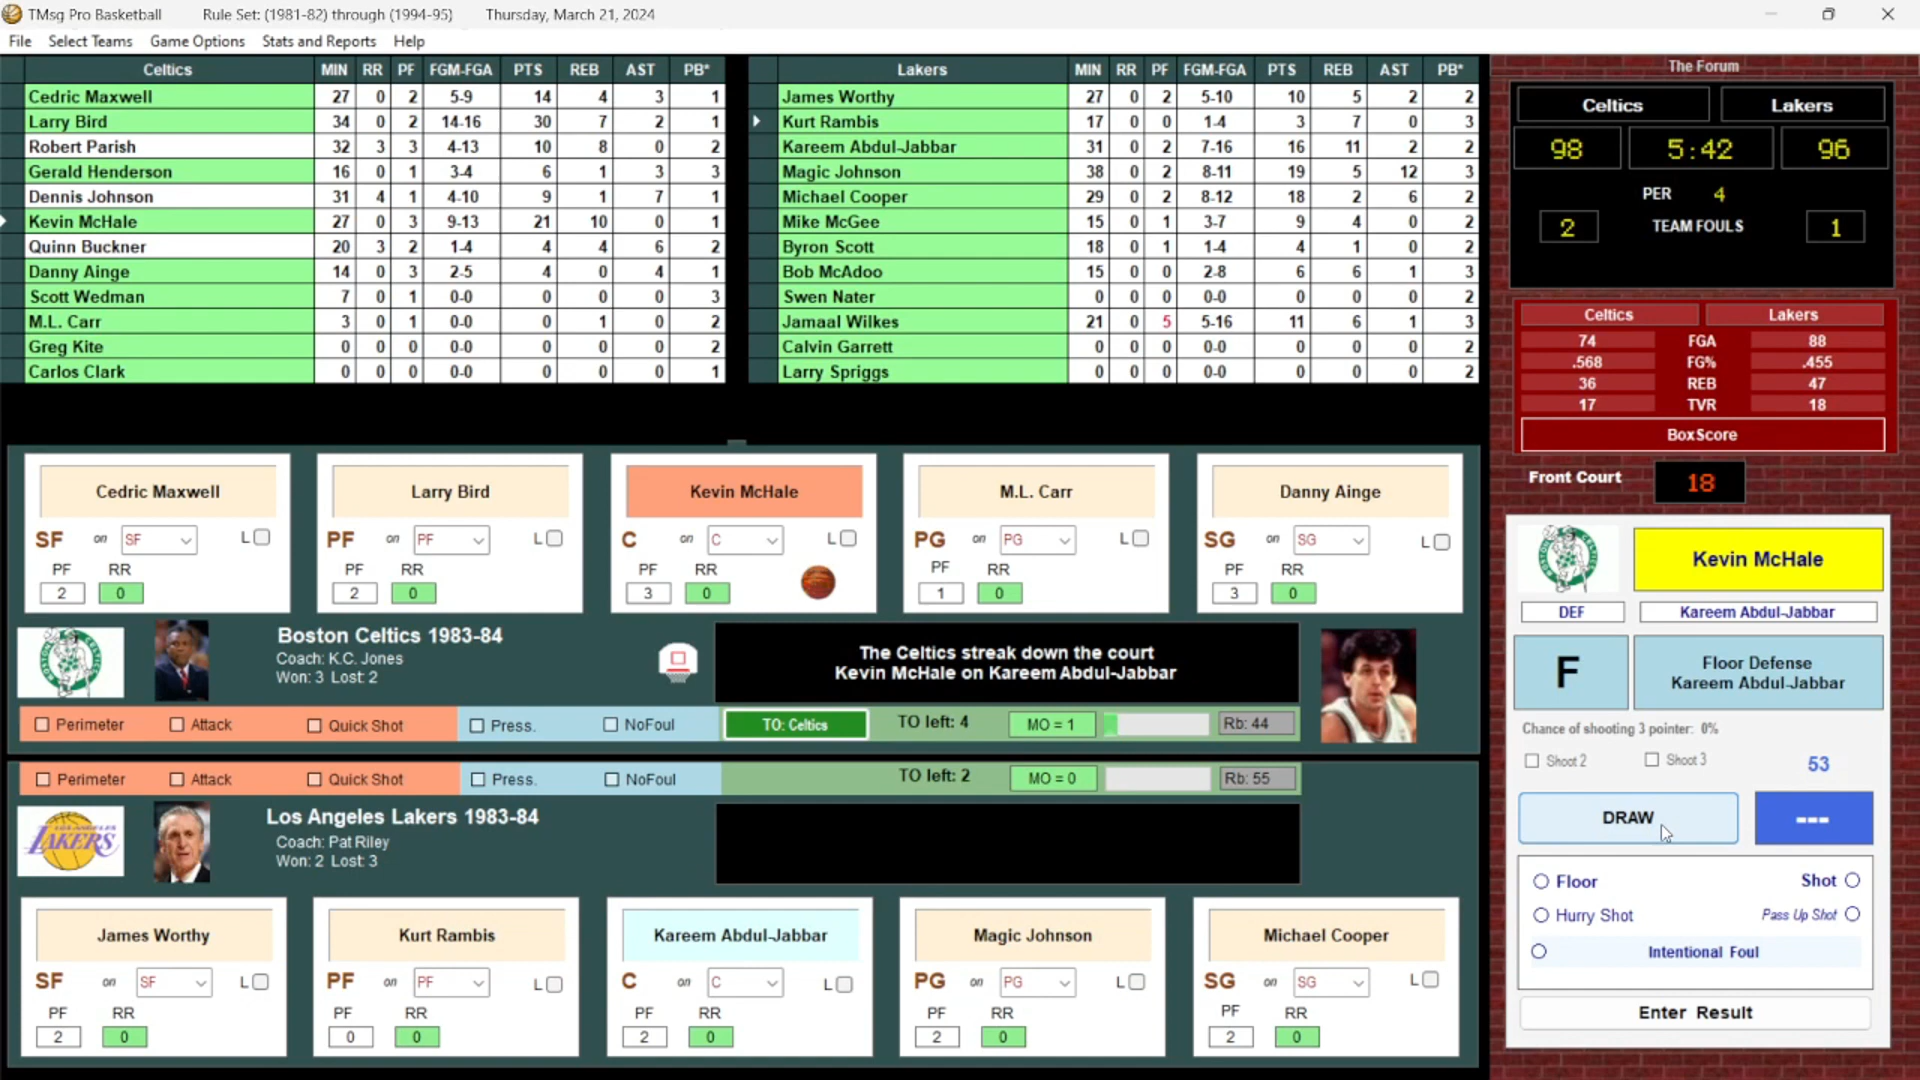 TMsg Pro Basketball Rule Set: (1981-82) through (1994-95) Thursday, March 21, 2024
File Select Teams Game Options Stats and Reports Help
Celtics MIN RR PF FGM-FGA PTS REB AST PB*
Cedric Maxwell 27 0 2 5-9 14 4 3 1
Larry Bird 34 0 2 14-16 30 7 2 1
Robert Parish 32 3 3 4-13 10 8 0 2
Gerald Henderson 16 0 1 3-4 6 1 3 3
Dennis Johnson 31 4 1 4-10 9 1 7 1
Kevin McHale 27 0 3 9-13 21 10 0 1
Quinn Buckner 20 3 2 1-4 4 4 6 2
Danny Ainge 14 0 3 2-5 4 0 4 1
Scott Wedman 7 0 1 0-0 0 0 0 3
M.L. Carr 3 0 1 0-0 0 1 0 2
Greg Kite 0 0 0 0-0 0 0 0 2
Carlos Clark 0 0 0 0-0 0 0 0 1
Lakers MIN RR PF FGM-FGA PTS REB AST PB*
James Worthy 27 0 2 5-10 10 5 2 2
Kurt Rambis 17 0 0 1-4 3 7 0 3
Kareem Abdul-Jabbar 31 0 2 7-16 16 11 2 2
Magic Johnson 38 0 2 8-11 19 5 12 3
Michael Cooper 29 0 2 8-12 18 2 6 2
Mike McGee 15 0 1 3-7 9 4 0 2
Byron Scott 18 0 1 1-4 4 1 0 2
Bob McAdoo 15 0 0 2-8 6 6 1 3
Swen Nater 0 0 0 0-0 0 0 0 2
Jamaal Wilkes 21 0 5 5-16 11 6 1 3
Calvin Garrett 0 0 0 0-0 0 0 0 2
Larry Spriggs 0 0 0 0-0 0 0 0 2
The Forum
Celtics Lakers
98 5:42 96
PER 4
2 TEAM FOULS 1
Celtics Lakers
74 FGA 88
.568 FG% .455
36 REB 47
17 TVR 18
BoxScore
Front Court 18
Cedric Maxwell
SF on SF L
PF RR
2 0
Larry Bird
PF on PF L
PF RR
2 0
Kevin McHale
C on C L
PF RR
3 0
M.L. Carr
PG on PG L
PF RR
1 0
Danny Ainge
SG on SG L
PF RR
3 0
Boston Celtics 1983-84
Coach: K.C. Jones
Won: 3 Lost: 2
The Celtics streak down the court
Kevin McHale on Kareem Abdul-Jabbar
Perimeter Attack Quick Shot Press. NoFoul TO: Celtics TO left: 4 MO = 1 Rb: 44
Perimeter Attack Quick Shot Press. NoFoul TO left: 2 MO = 0 Rb: 55
LOS ANGELES LAKERS
Los Angeles Lakers 1983-84
Coach: Pat Riley
Won: 2 Lost: 3
James Worthy
SF on SF L
PF RR
2 0
Kurt Rambis
PF on PF L
PF RR
0 0
Kareem Abdul-Jabbar
C on C L
PF RR
2 0
Magic Johnson
PG on PG L
PF RR
2 0
Michael Cooper
SG on SG L
PF RR
2 0
Kevin McHale
DEF Kareem Abdul-Jabbar
F Floor Defense
Kareem Abdul-Jabbar
Chance of shooting 3 pointer: 0%
Shoot 2 Shoot 3 53
DRAW ---
Floor Shot
Hurry Shot Pass Up Shot
Intentional Foul
Enter Result